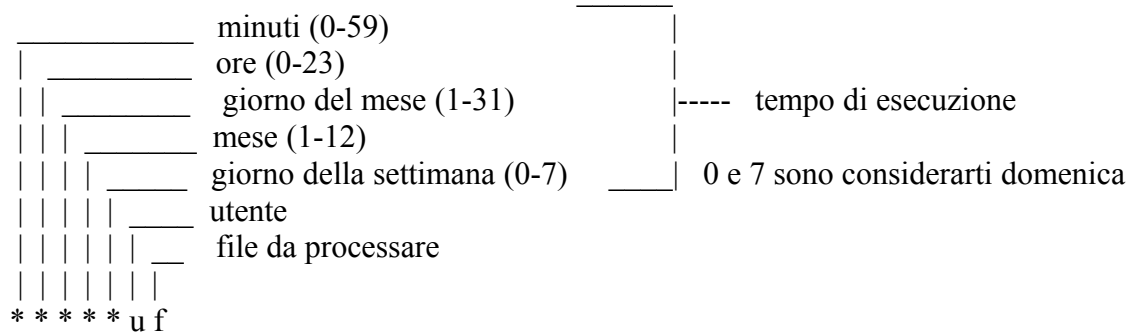 minuti (0-59)
ore (0-23)
giorno del mese (1-31) |----- tempo di esecuzione
mese (1-12)
giorno della settimana (0-7) ____| 0 e 7 sono considerarti domenica
utente
file da processare
* * * * * u f